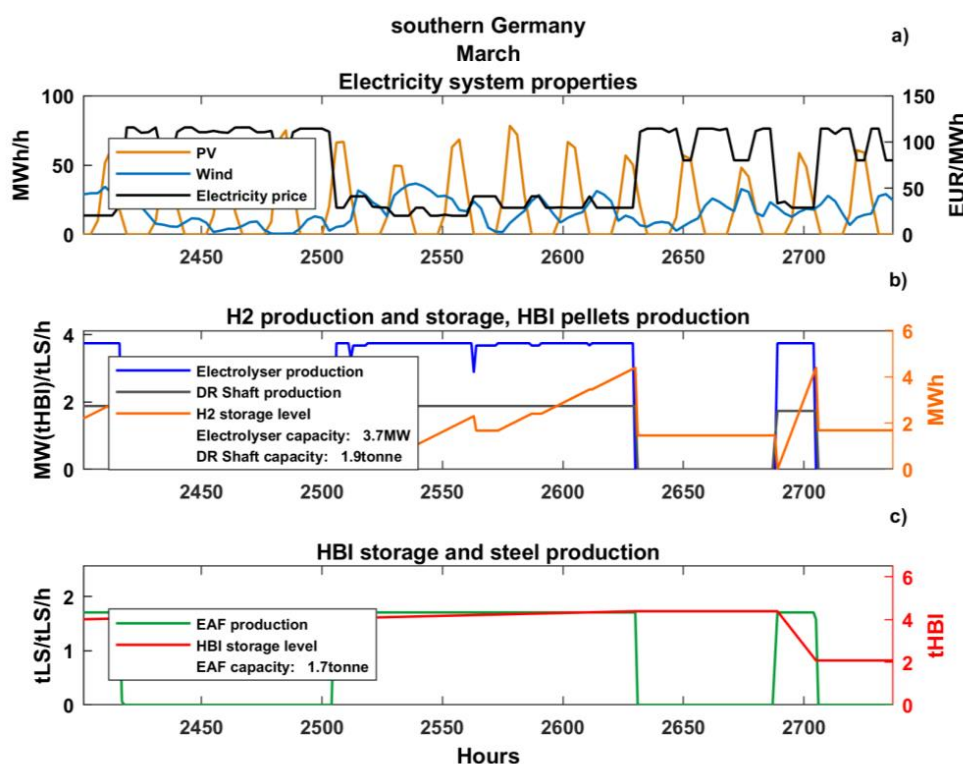 southern Germany
March
a)
Electricity system properties
100
50
0
MWh/h
150
100
50
0
EUR/MWh
PV
Wind
Electricity price
2450 2500 2550 2600 2650 2700
b)
H2 production and storage, HBI pellets production
4
2
0
MW(tHBI)/tLS/h
6
4
2
0
MWh
Electrolyser production
DR Shaft production
H2 storage level
Electrolyser capacity: 3.7MW
DR Shaft capacity: 1.9tonne
2450 2500 2550 2600 2650 2700
c)
HBI storage and steel production
2
1
0
tLS/tLS/h
6
4
2
0
tHBI
EAF production
HBI storage level
EAF capacity: 1.7tonne
2450 2500 2550 2600 2650 2700
Hours